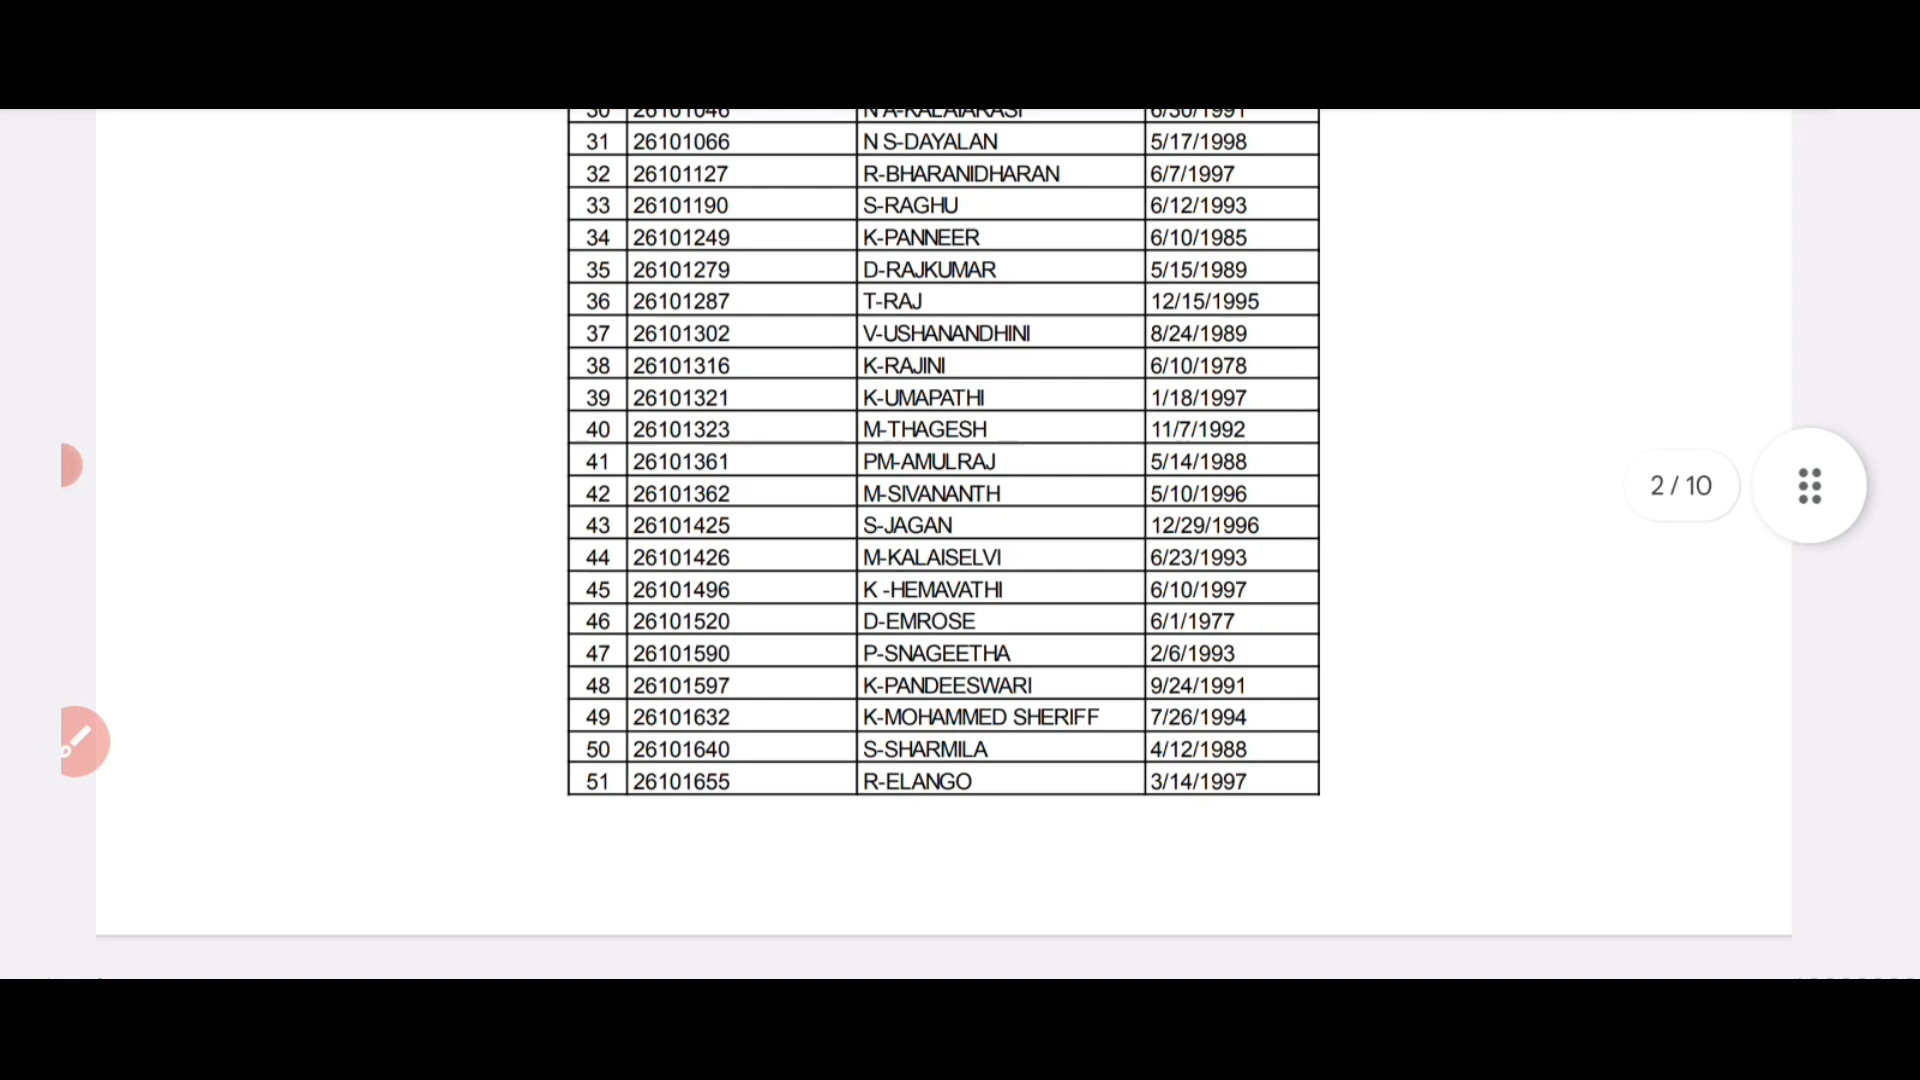 30 26101046 N A-KALAIARASI 6/30/1991
31 26101066 N S-DAYALAN 5/17/1998
32 26101127 R-BHARANIDHARAN 6/7/1997
33 26101190 S-RAGHU 6/12/1993
34 26101249 K-PANNEER 6/10/1985
35 26101279 D-RAJKUMAR 5/15/1989
36 26101287 T-RAJ 12/15/1995
37 26101302 V-USHANANDHINI 8/24/1989
38 26101316 K-RAJINI 6/10/1978
39 26101321 K-UMAPATHI 1/18/1997
40 26101323 M-THAGESH 11/7/1992
41 26101361 PM-AMULRAJ 5/14/1988
42 26101362 M-SIVANANTH 5/10/1996
43 26101425 S-JAGAN 12/29/1996
44 26101426 M-KALAISELVI 6/23/1993
45 26101496 K -HEMAVATHI 6/10/1997
46 26101520 D-EMROSE 6/1/1977
47 26101590 P-SNAGEETHA 2/6/1993
48 26101597 K-PANDEESWARI 9/24/1991
49 26101632 K-MOHAMMED SHERIFF 7/26/1994
50 26101640 S-SHARMILA 4/12/1988
51 26101655 R-ELANGO 3/14/1997
2 / 10